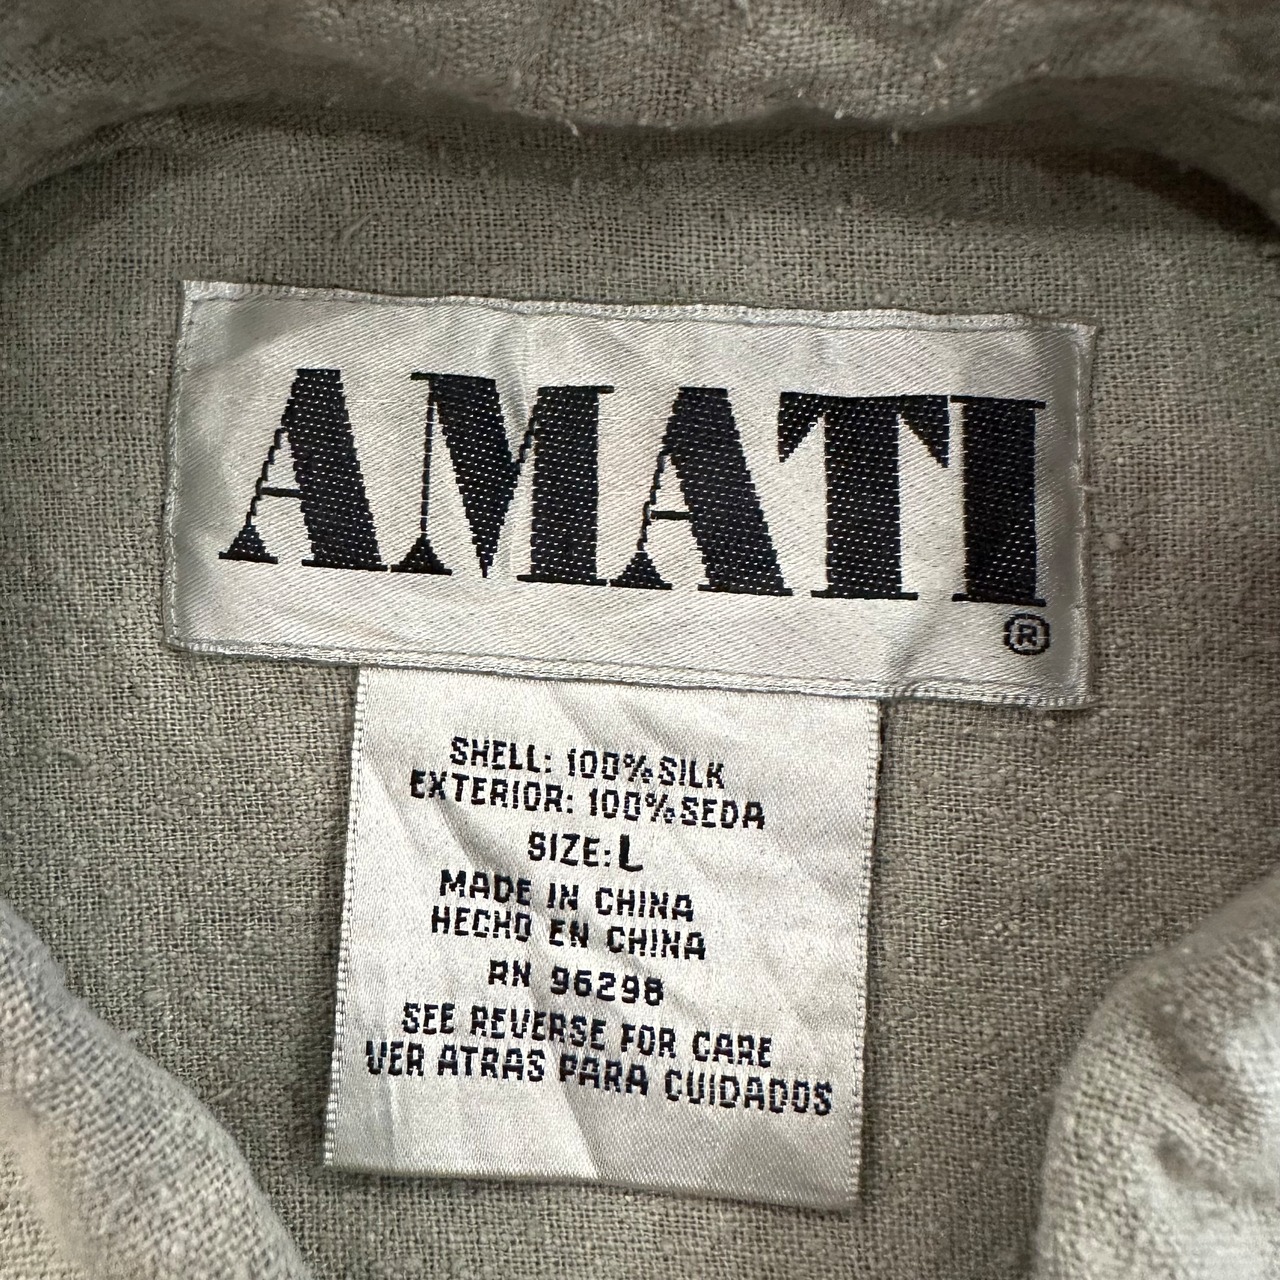 AMATI
®
SHELL: 100% SILK
EXTERIOR: 100% SEDA
SIZE: L
MADE IN CHINA
HECHO EN CHINA
RN 96298
SEE REVERSE FOR CARE
VER ATRAS PARA CUIDADOS